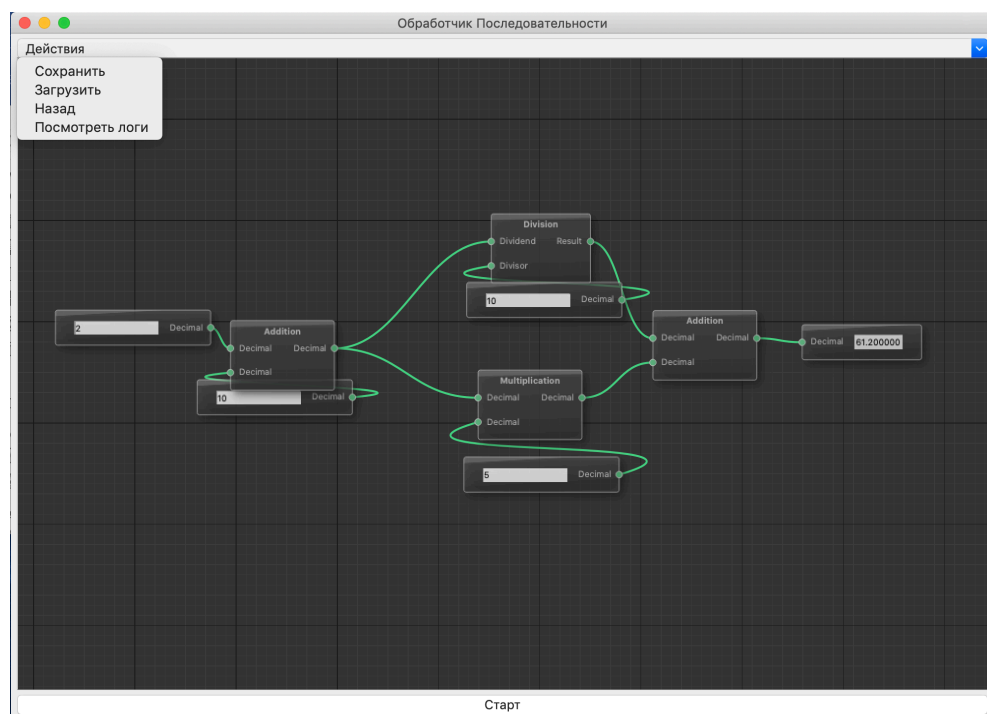 Обработчик Последовательности
Действия
Сохранить
Загрузить
Назад
Посмотреть логи
Division
Dividend Result
Divisor
10 Decimal
2 Decimal
Addition
Decimal Decimal
Decimal
10 Decimal
Multiplication
Decimal Decimal
Decimal
5 Decimal
Addition
Decimal Decimal
Decimal
Decimal 61.200000
Старт